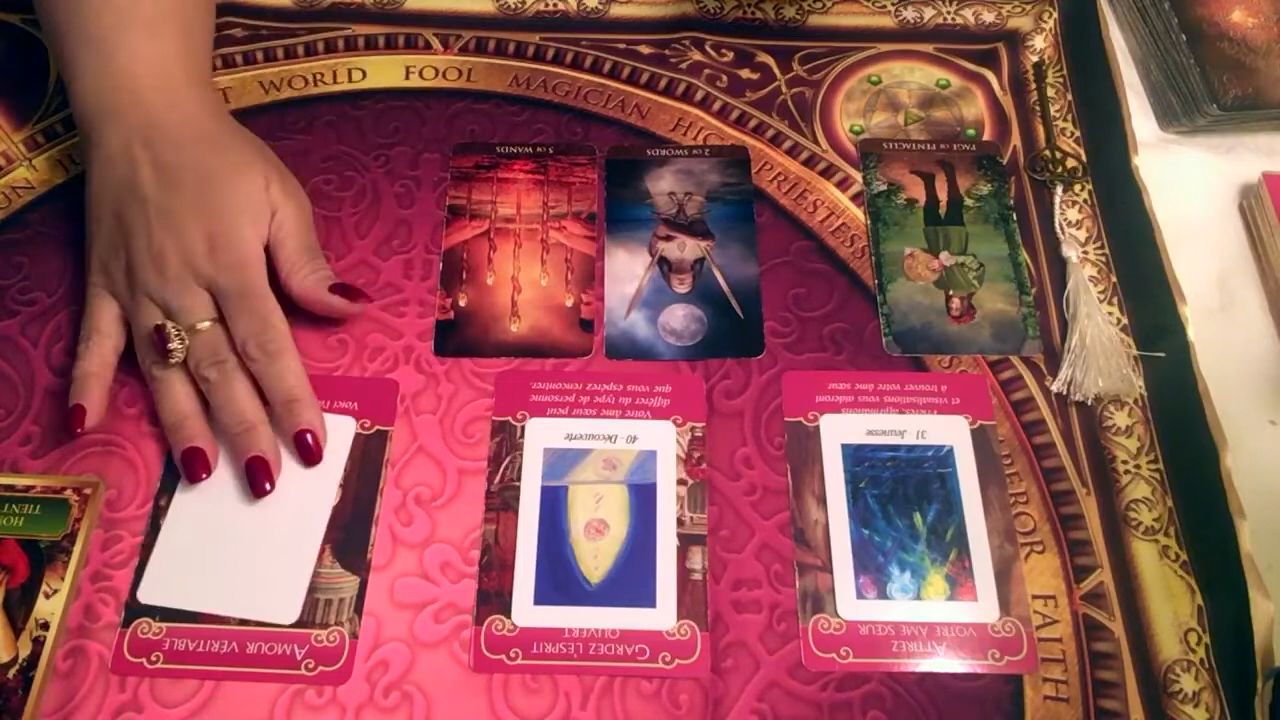 WORLD FOOL MAGICIAN HIGH PRIESTESS
5 OF WANDS
2 OF SWORDS
PAGE OF PENTACLES
Votre âme sœur peut
différer du type de personne
que vous espérez rencontrer.
40 - Découverte
GARDEZ L'ESPRIT
OUVERT
et visualisations vous aideront
à trouver votre âme sœur
31 - Jeunesse
ATTIREZ
VOTRE ÂME SŒUR
Voici
AMOUR VÉRITABLE
FAITH